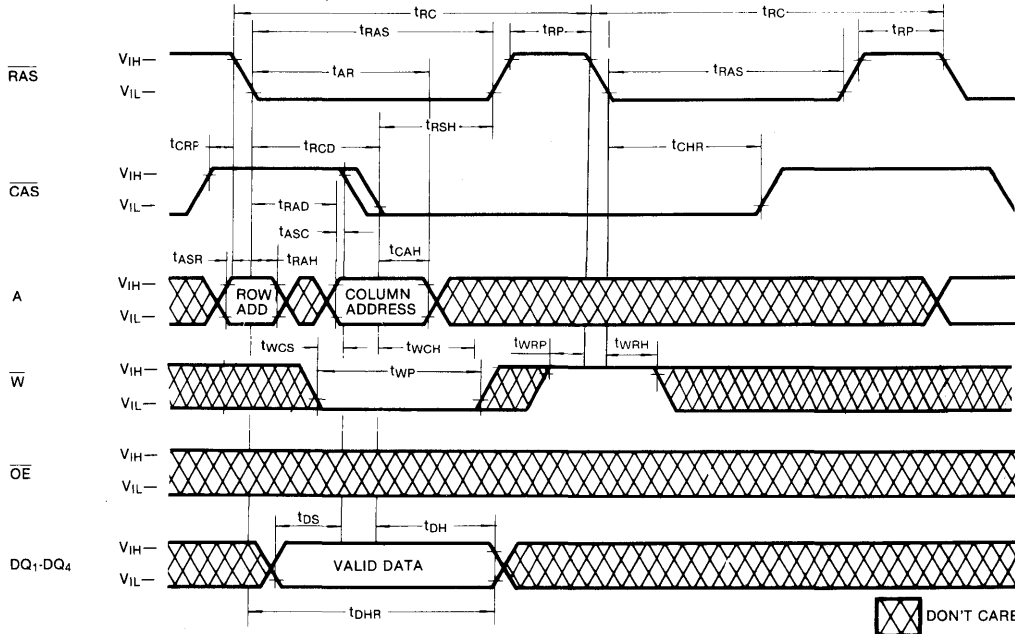 tRC tRC
tRAS tRP tRP
RAS VIH— VIL—
tAR tRAS
tRSH
tCRP tRCD tCHR
CAS VIH— VIL—
tRAD
tASC
tASR tRAH tCAH
A VIH— VIL—
ROW ADD
COLUMN ADDRESS
tWCS tWCH tWRP tWRH
tWP
W VIH— VIL—
OE VIH— VIL—
tDS tDH
DQ1-DQ4 VIH— VIL—
VALID DATA
tDHR
DON'T CARE